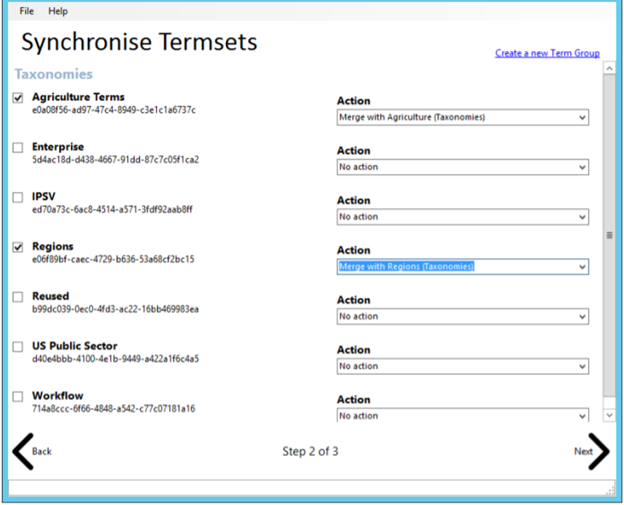 File Help
Synchronise Termsets
Create a new Term Group
Taxonomies
Agriculture Terms
e0a08f56-ad97-47c4-8949-c3e1c1a6737c
Action
Merge with Agriculture (Taxonomies)
Enterprise
5d4ac18d-d438-4667-91dd-87c7c05f1ca2
Action
No action
IPSV
ed70a73c-6ac8-4514-a571-3fdf92aab8ff
Action
No action
Regions
e06f89bf-caec-4729-b636-53a68cf2bc15
Action
Merge with Regions (Taxonomies)
Reused
b99dc039-0ec0-4fd3-ac22-16bb469983ea
Action
No action
US Public Sector
d40e4bbb-4100-4e1b-9449-a422a1f6c4a5
Action
No action
Workflow
714a8ccc-6f66-4848-a542-c77c07181a16
Action
No action
Back
Step 2 of 3
Next